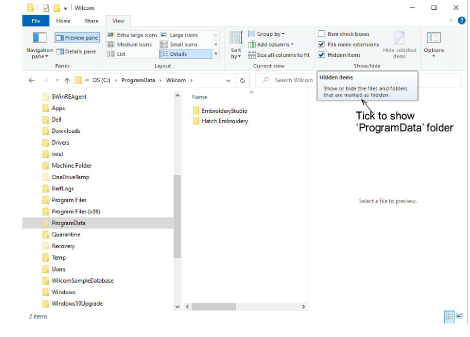 Wilcom
File Home Share View
Navigation pane
Preview pane
Details pane
Extra large icons Large icons
Medium icons Small icons
List Details
Sort by
Group by
Add columns
Size all columns to fit
Item check boxes
File name extensions
Hidden items
Hide selected items
Options
Panes Layout Current view Show/hide
OS (C:) > ProgramData > Wilcom >
Search Wilcom
Hidden items
Show or hide the files and folders
that are marked as hidden.
Tick to show
'ProgramData' folder
Name
EmbroideryStudio
Hatch Embroidery
$WinREAgent
Apps
Dell
Downloads
Drivers
Intel
Machine Folder
OneDriveTemp
PerfLogs
Program Files
Program Files (x86)
ProgramData
Quarantine
Recovery
Temp
Users
WilcomSampleDatabase
Windows
Windows10Upgrade
Select a file to preview.
2 items